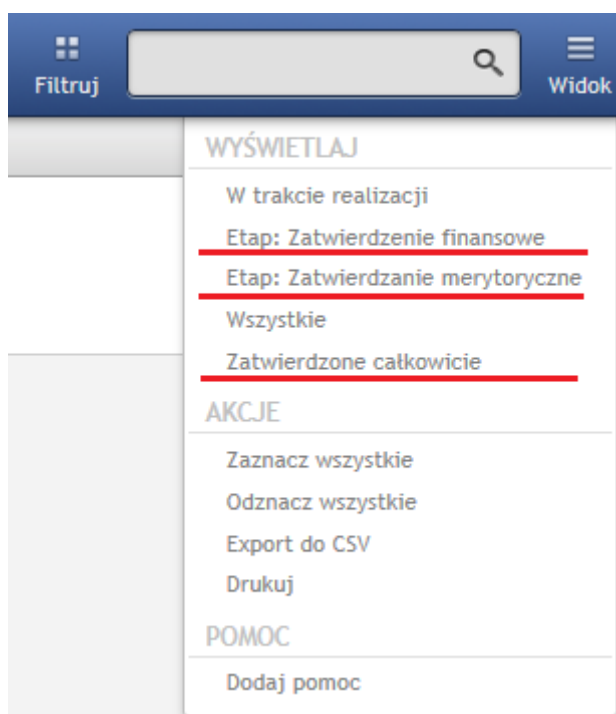 Filtruj
Widok
WYŚWIETLAJ
W trakcie realizacji
Etap: Zatwierdzenie finansowe
Etap: Zatwierdzanie merytoryczne
Wszystkie
Zatwierdzone całkowicie
AKCJE
Zaznacz wszystkie
Odznacz wszystkie
Export do CSV
Drukuj
POMOC
Dodaj pomoc